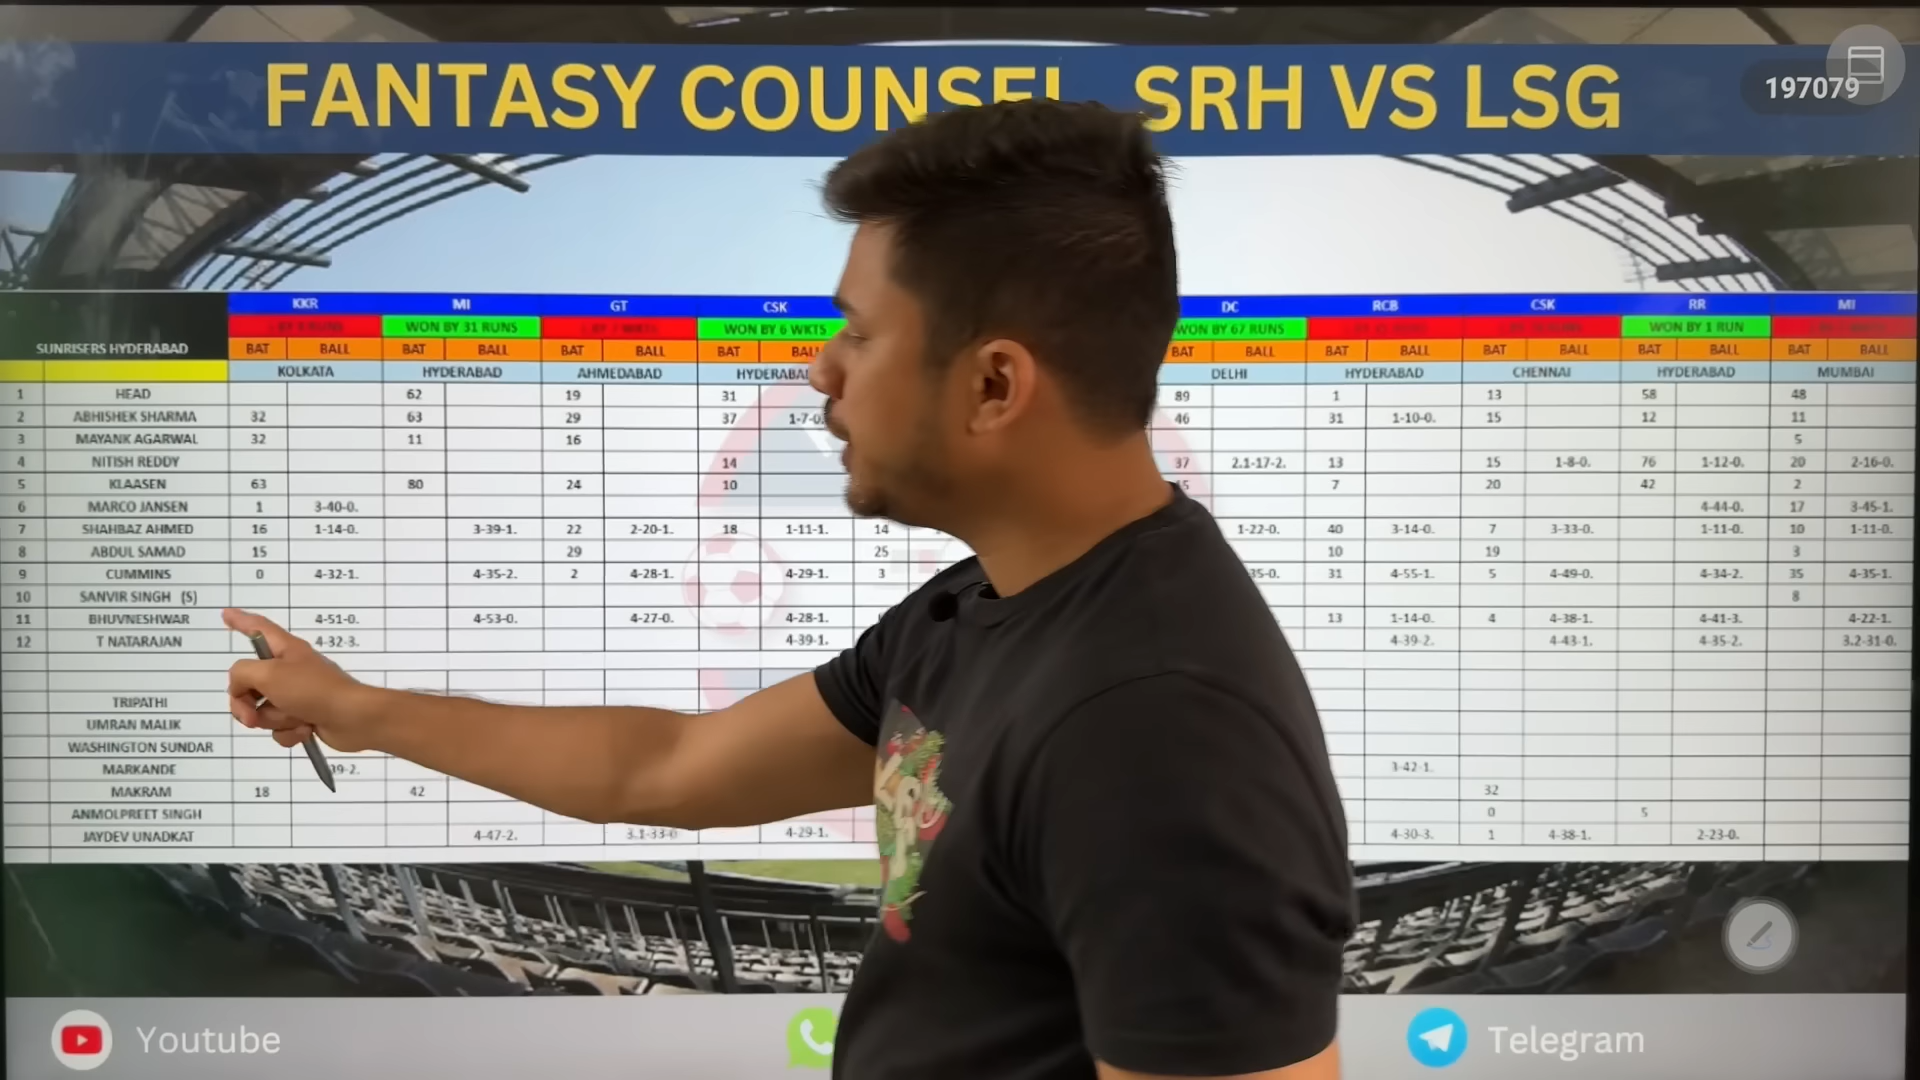 FANTASY COUNSEL SRH VS LSG
197079
KKR MI GT CSK DC RCB CSK RR MI
WON BY 31 RUNS WON BY 6 WKTS WON BY 67 RUNS WON BY 1 RUN
SUNRISERS HYDERABAD BAT BALL BAT BALL BAT BALL BAT BALL BAT BALL BAT BALL BAT BALL BAT BALL BAT BALL
KOLKATA HYDERABAD AHMEDABAD HYDERABAD DELHI HYDERABAD CHENNAI HYDERABAD MUMBAI
1 HEAD 62 19 31 89 1 13 58 48
2 ABHISHEK SHARMA 32 63 29 37 1-7-0. 46 31 1-10-0. 15 12 11
3 MAYANK AGARWAL 32 11 16 5
4 NITISH REDDY 14 37 2.1-17-2. 13 15 1-8-0. 76 1-12-0. 20 2-16-0.
5 KLAASEN 63 80 24 10 7 20 42 2
6 MARCO JANSEN 1 3-40-0. 4-44-0. 17 3-45-1.
7 SHAHBAZ AHMED 16 1-14-0. 3-39-1. 22 2-20-1. 18 1-11-1. 14 1-22-0. 40 3-14-0. 7 3-33-0. 1-11-0. 10 1-11-0.
8 ABDUL SAMAD 15 29 25 10 19 3
9 CUMMINS 0 4-32-1. 4-35-2. 2 4-28-1. 4-29-1. 3 35-0. 31 4-55-1. 5 4-49-0. 4-34-2. 35 4-35-1.
10 SANVIR SINGH (S) 8
11 BHUVNESHWAR 4-51-0. 4-53-0. 4-27-0. 4-28-1. 13 1-14-0. 4 4-38-1. 4-41-3. 4-22-1.
12 T NATARAJAN 4-32-3. 4-39-1. 4-39-2. 4-43-1. 4-35-2. 3.2-31-0.
TRIPATHI
UMRAN MALIK
WASHINGTON SUNDAR
MARKANDE 39-2. 3-42-1.
MAKRAM 18 42 32
ANMOLPREET SINGH 0 5
JAYDEV UNADKAT 4-47-2. 3.1-33-0 4-29-1. 4-30-3. 1 4-38-1. 2-23-0.
Youtube Telegram